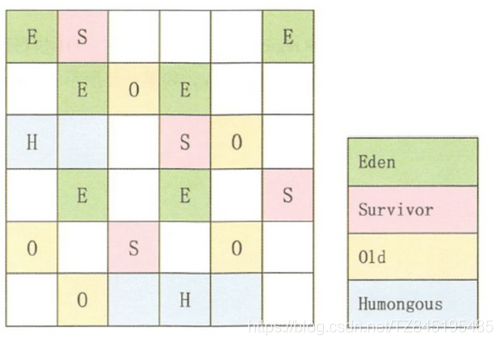 E S E
E O E
H S O
E E S
O S O
O H
Eden
Survivor
Old
Humongous